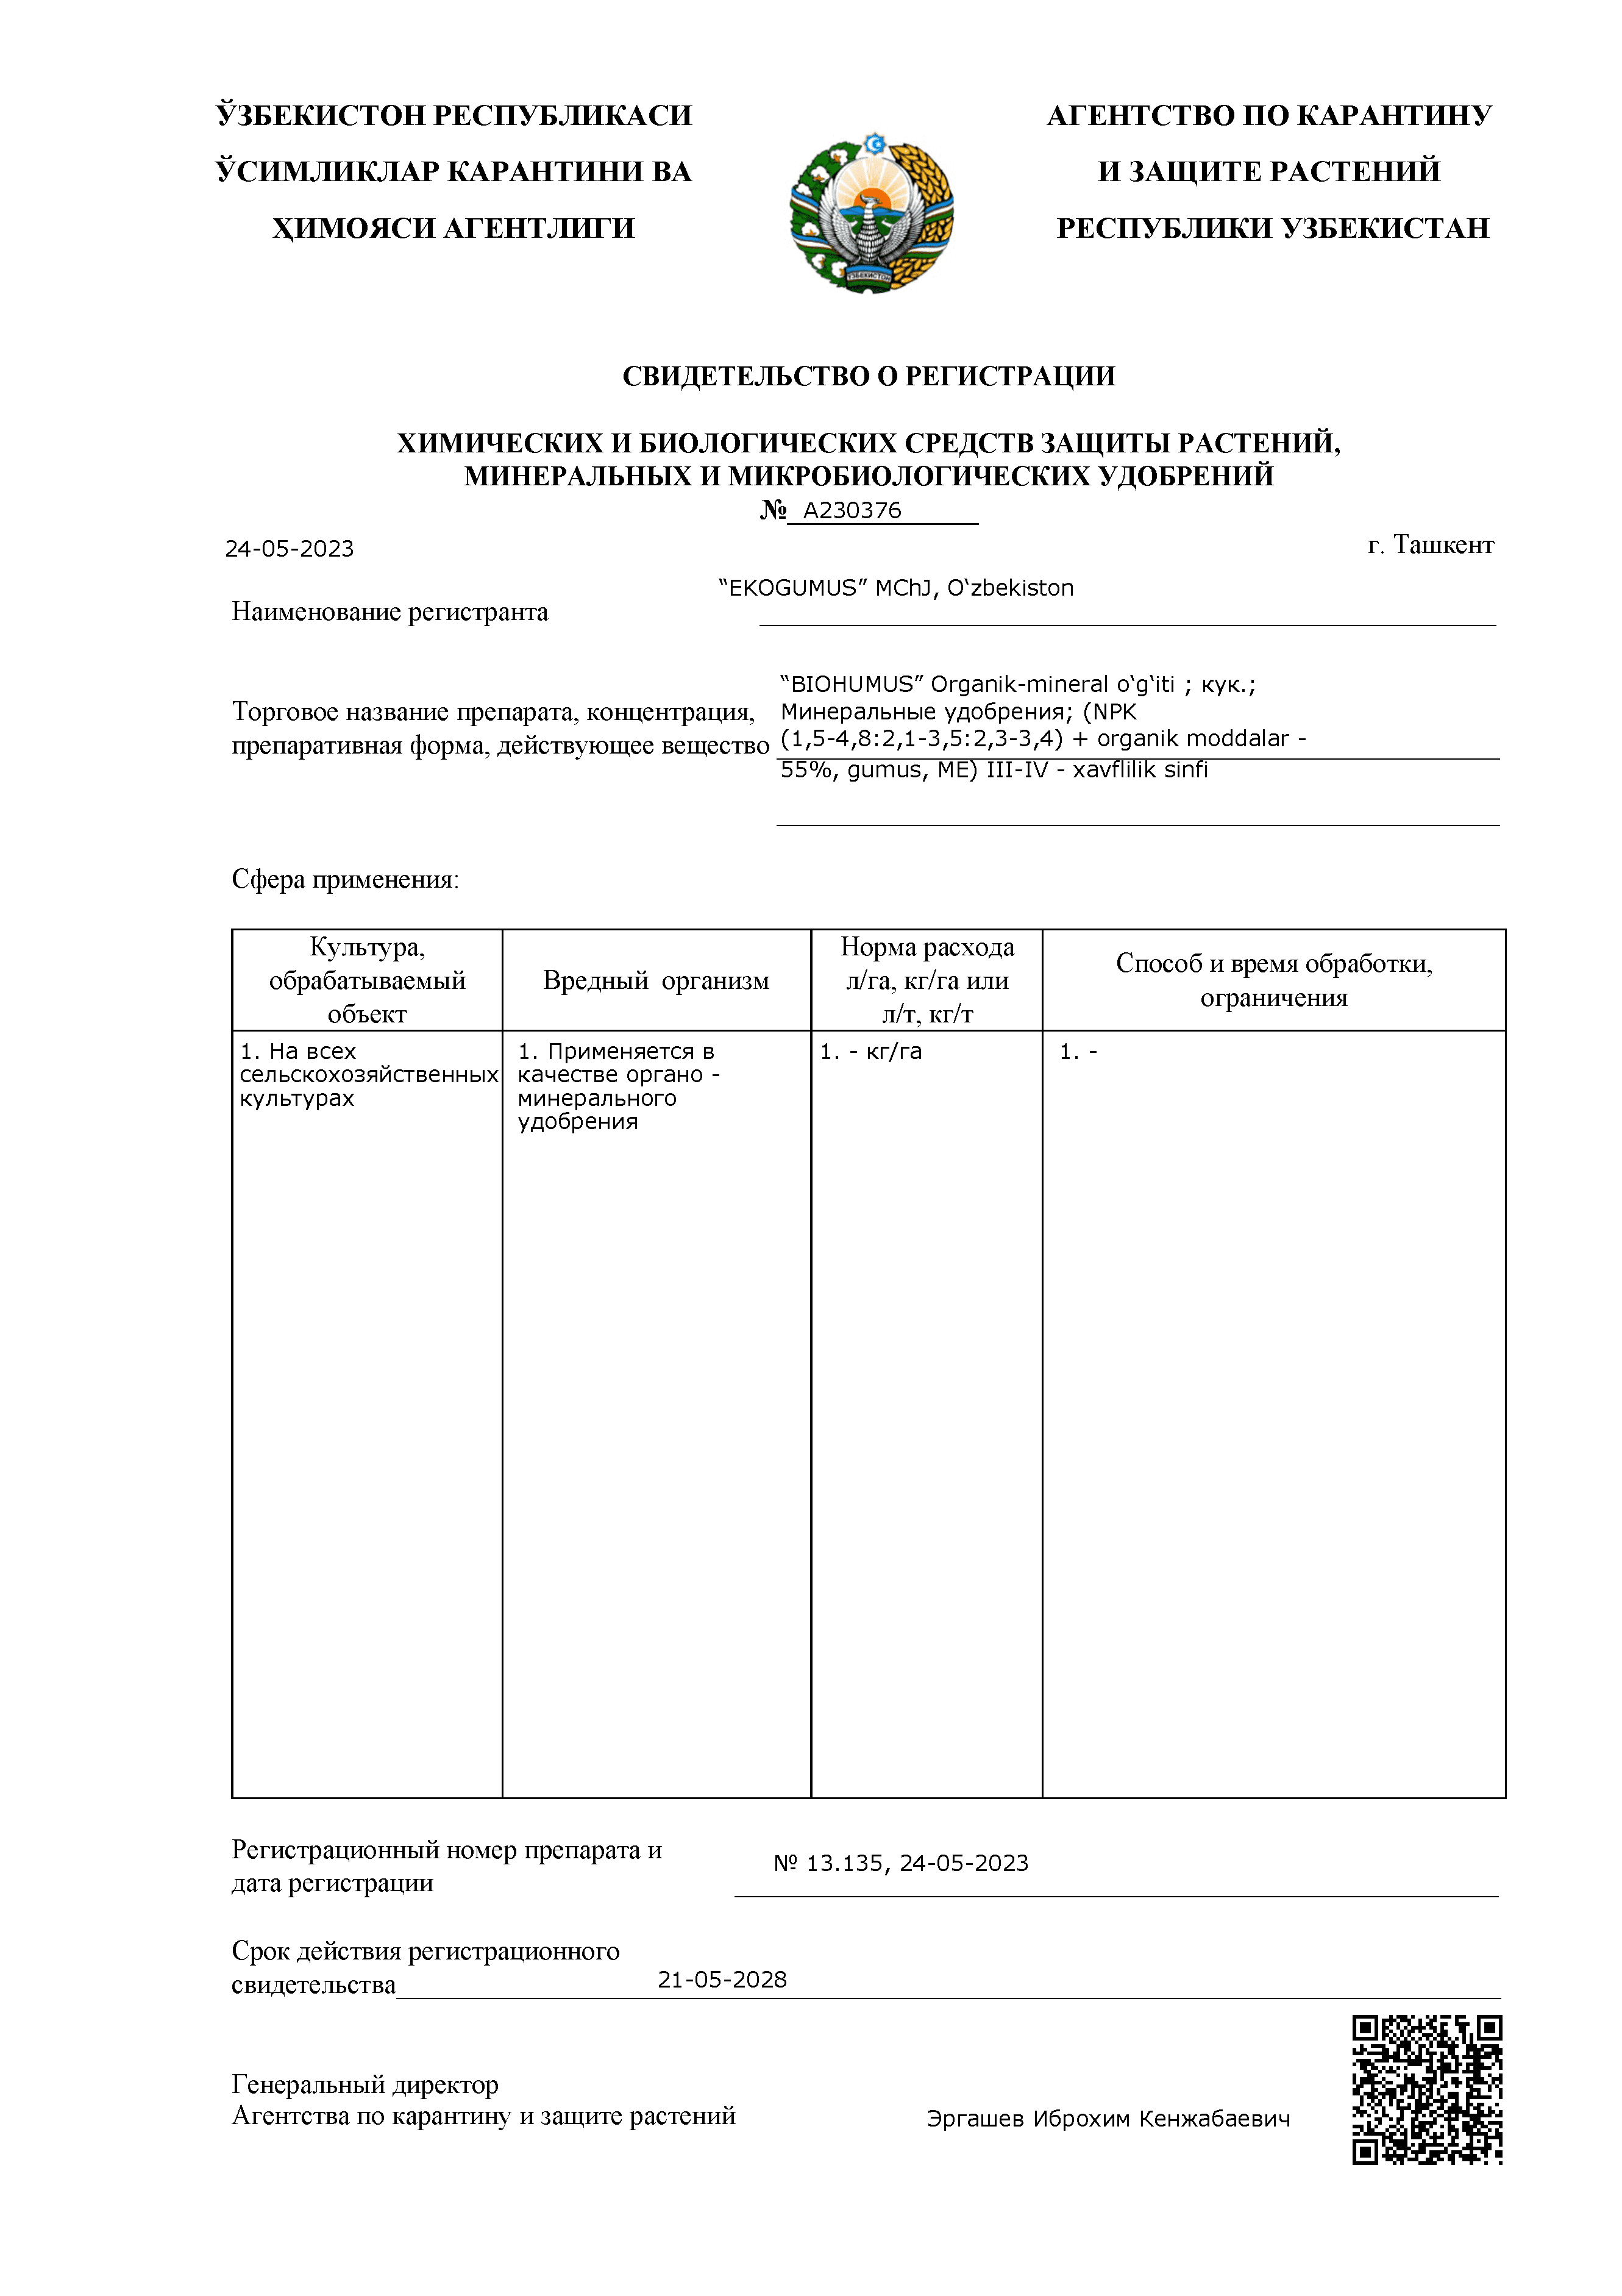 ЎЗБЕКИСТОН РЕСПУБЛИКАСИ
ЎСИМЛИКЛАР КАРАНТИНИ ВА
ҲИМОЯСИ АГЕНТЛИГИ
АГЕНТСТВО ПО КАРАНТИНУ
И ЗАЩИТЕ РАСТЕНИЙ
РЕСПУБЛИКИ УЗБЕКИСТАН
ЎЗБЕКИСТОН
СВИДЕТЕЛЬСТВО О РЕГИСТРАЦИИ
ХИМИЧЕСКИХ И БИОЛОГИЧЕСКИХ СРЕДСТВ ЗАЩИТЫ РАСТЕНИЙ,
МИНЕРАЛЬНЫХ И МИКРОБИОЛОГИЧЕСКИХ УДОБРЕНИЙ
№ A230376
24-05-2023
г. Ташкент
“EKOGUMUS” MChJ, O‘zbekiston
Наименование регистранта
Торговое название препарата, концентрация,
препаративная форма, действующее вещество
“BIOHUMUS” Organik-mineral o‘g‘iti ; кук.;
Минеральные удобрения; (NPK
(1,5-4,8:2,1-3,5:2,3-3,4) + organik moddalar -
55%, gumus, ME) III-IV - xavflilik sinfi
Сфера применения:
Культура,
обрабатываемый
объект
Вредный организм
Норма расхода
л/га, кг/га или
л/т, кг/т
Способ и время обработки,
ограничения
1. На всех
сельскохозяйственных
культурах
1. Применяется в
качестве органо -
минерального
удобрения
1. - кг/га
1. -
Регистрационный номер препарата и
дата регистрации
№ 13.135, 24-05-2023
Срок действия регистрационного
свидетельства 21-05-2028
Генеральный директор
Агентства по карантину и защите растений
Эргашев Иброхим Кенжабаевич